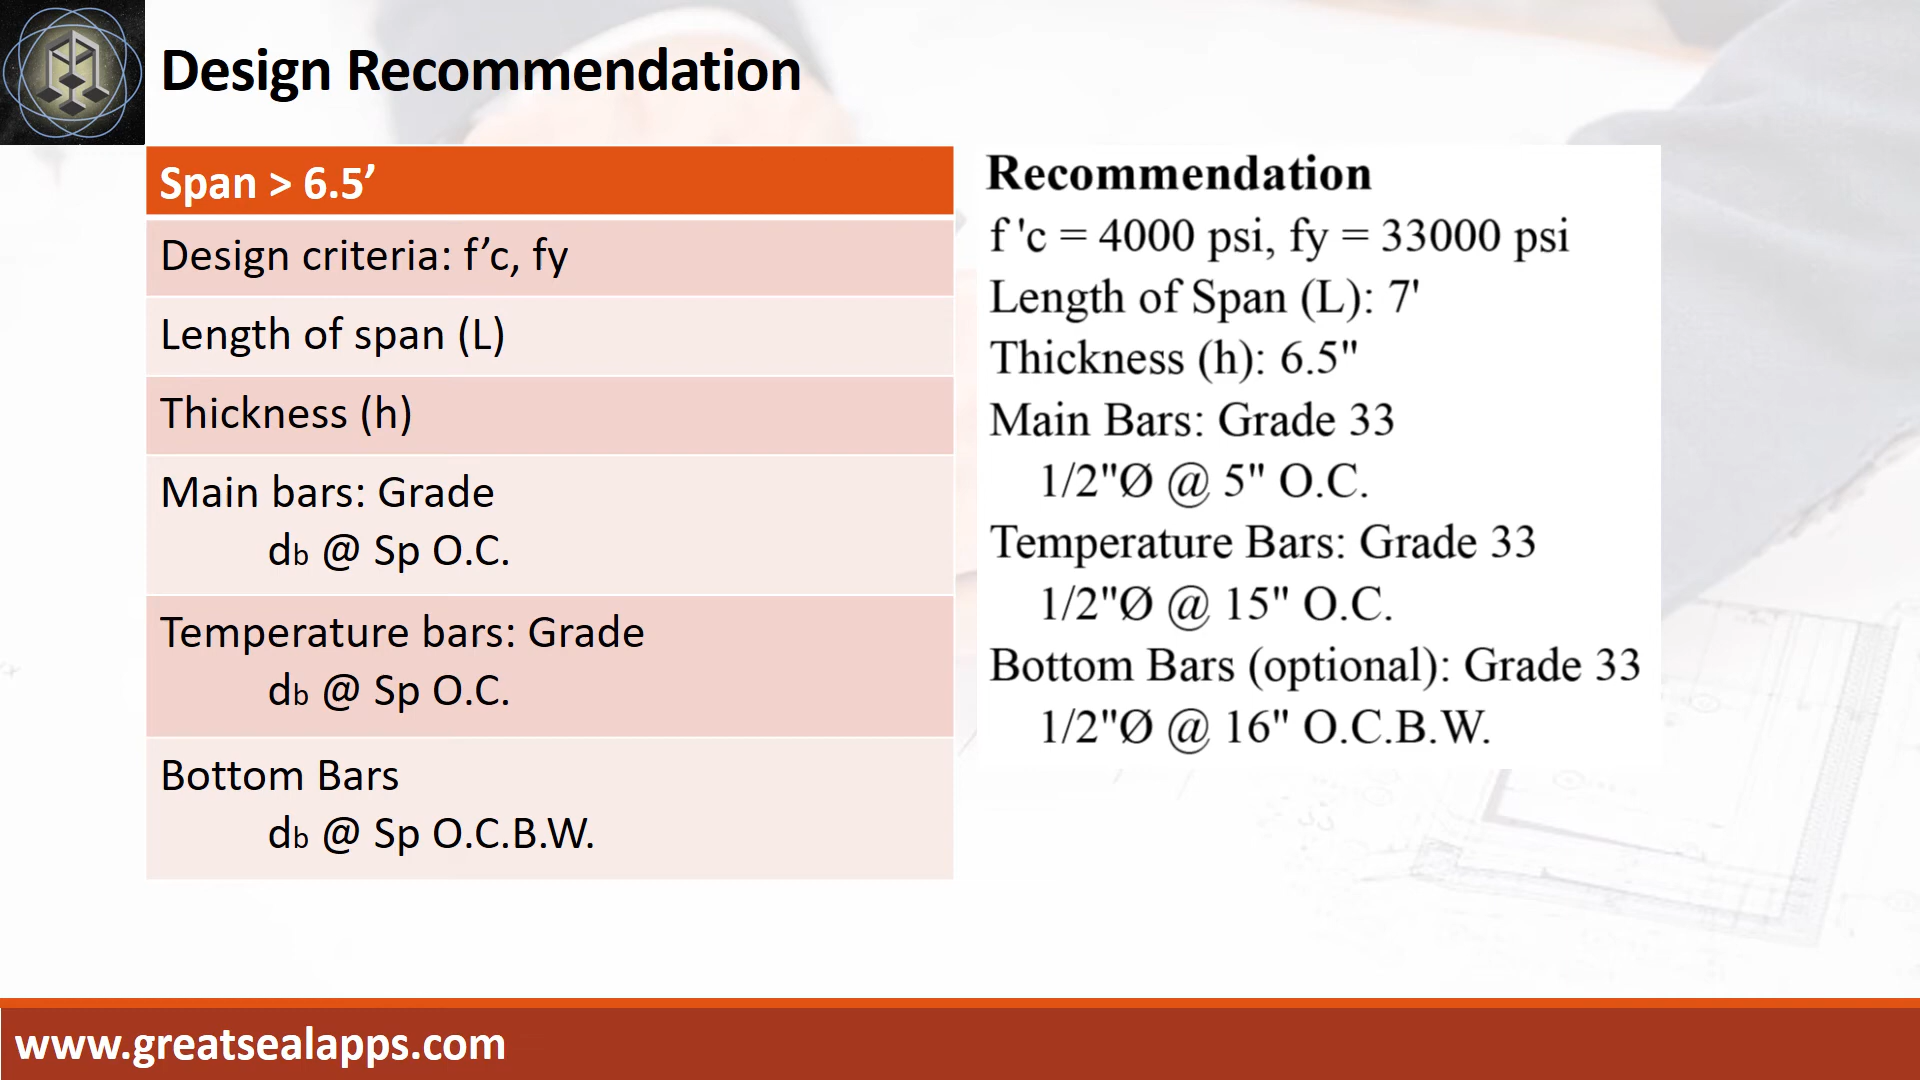 Design Recommendation
Span > 6.5’
Design criteria: f’c, fy
Length of span (L)
Thickness (h)
Main bars: Grade
db @ Sp O.C.
Temperature bars: Grade
db @ Sp O.C.
Bottom Bars
db @ Sp O.C.B.W.
Recommendation
f 'c = 4000 psi, fy = 33000 psi
Length of Span (L): 7'
Thickness (h): 6.5"
Main Bars: Grade 33
1/2"Ø @ 5" O.C.
Temperature Bars: Grade 33
1/2"Ø @ 15" O.C.
Bottom Bars (optional): Grade 33
1/2"Ø @ 16" O.C.B.W.
www.greatsealapps.com